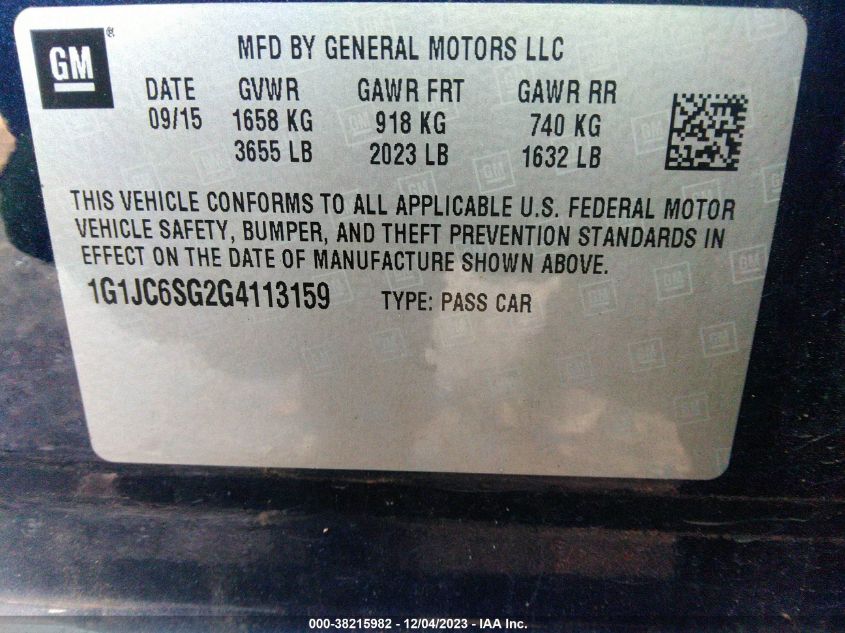 GM®
MFD BY GENERAL MOTORS LLC
DATE GVWR GAWR FRT GAWR RR
09/15 1658 KG 918 KG 740 KG
3655 LB 2023 LB 1632 LB
THIS VEHICLE CONFORMS TO ALL APPLICABLE U.S. FEDERAL MOTOR
VEHICLE SAFETY, BUMPER, AND THEFT PREVENTION STANDARDS IN
EFFECT ON THE DATE OF MANUFACTURE SHOWN ABOVE.
1G1JC6SG2G4113159 TYPE: PASS CAR
000-38215982 - 12/04/2023 - IAA Inc.